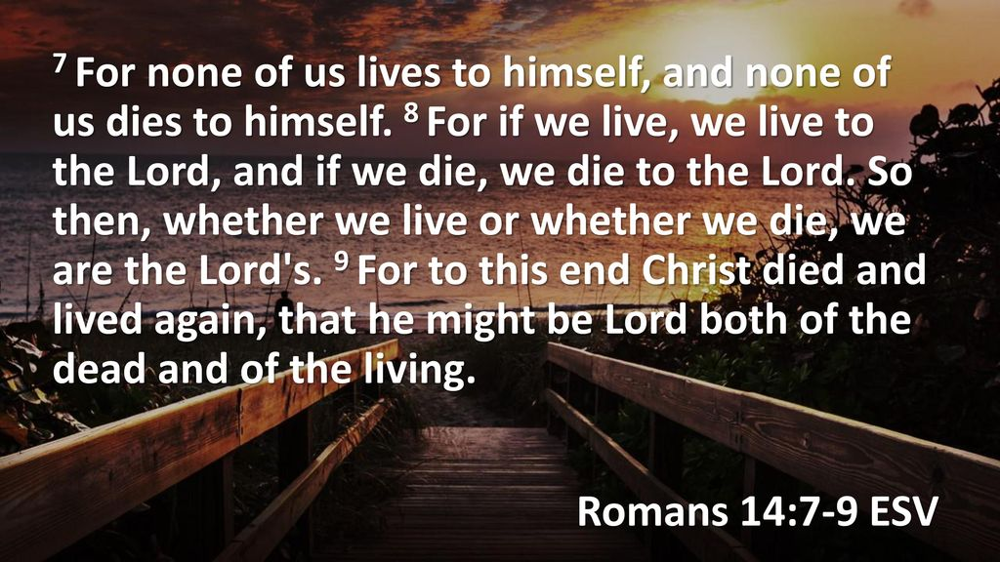 7 For none of us lives to himself, and none of
us dies to himself. 8 For if we live, we live to
the Lord, and if we die, we die to the Lord. So
then, whether we live or whether we die, we
are the Lord's. 9 For to this end Christ died and
lived again, that he might be Lord both of the
dead and of the living.
Romans 14:7-9 ESV